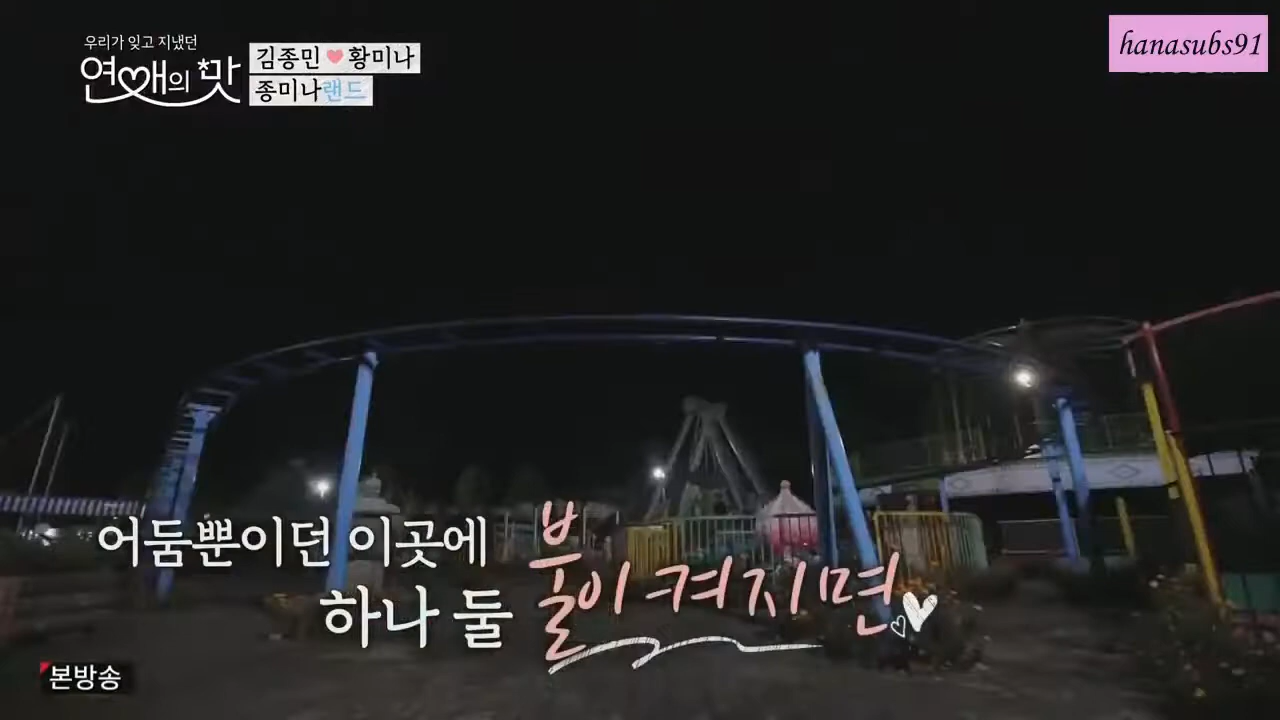 우리가 잊고 지냈던
연애의 맛
김종민♥황미나
종미나랜드
hanasubs91
어둠뿐이던 이곳에
하나 둘 불이 켜지면
본방송